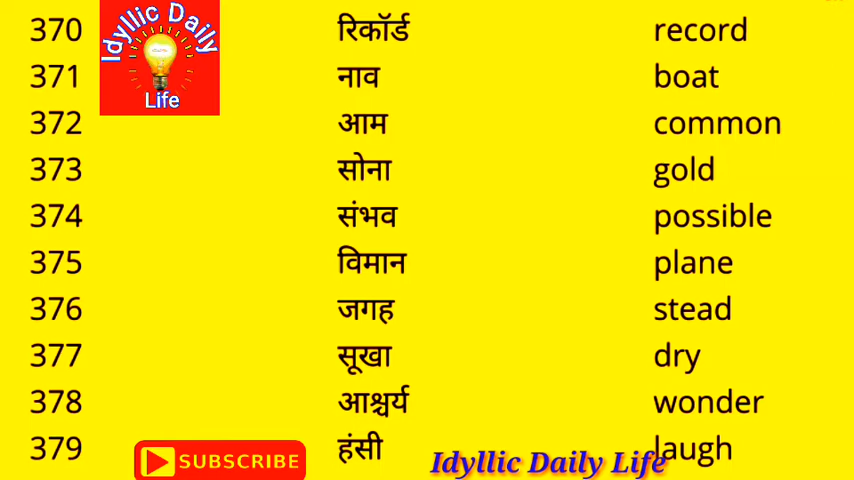 370 रिकॉर्ड record
Idyllic Daily
Life
371 नाव boat
372 आम common
373 सोना gold
374 संभव possible
375 विमान plane
376 जगह stead
377 सूखा dry
378 आश्चर्य wonder
379 हंसी laugh
SUBSCRIBE
Idyllic Daily Life